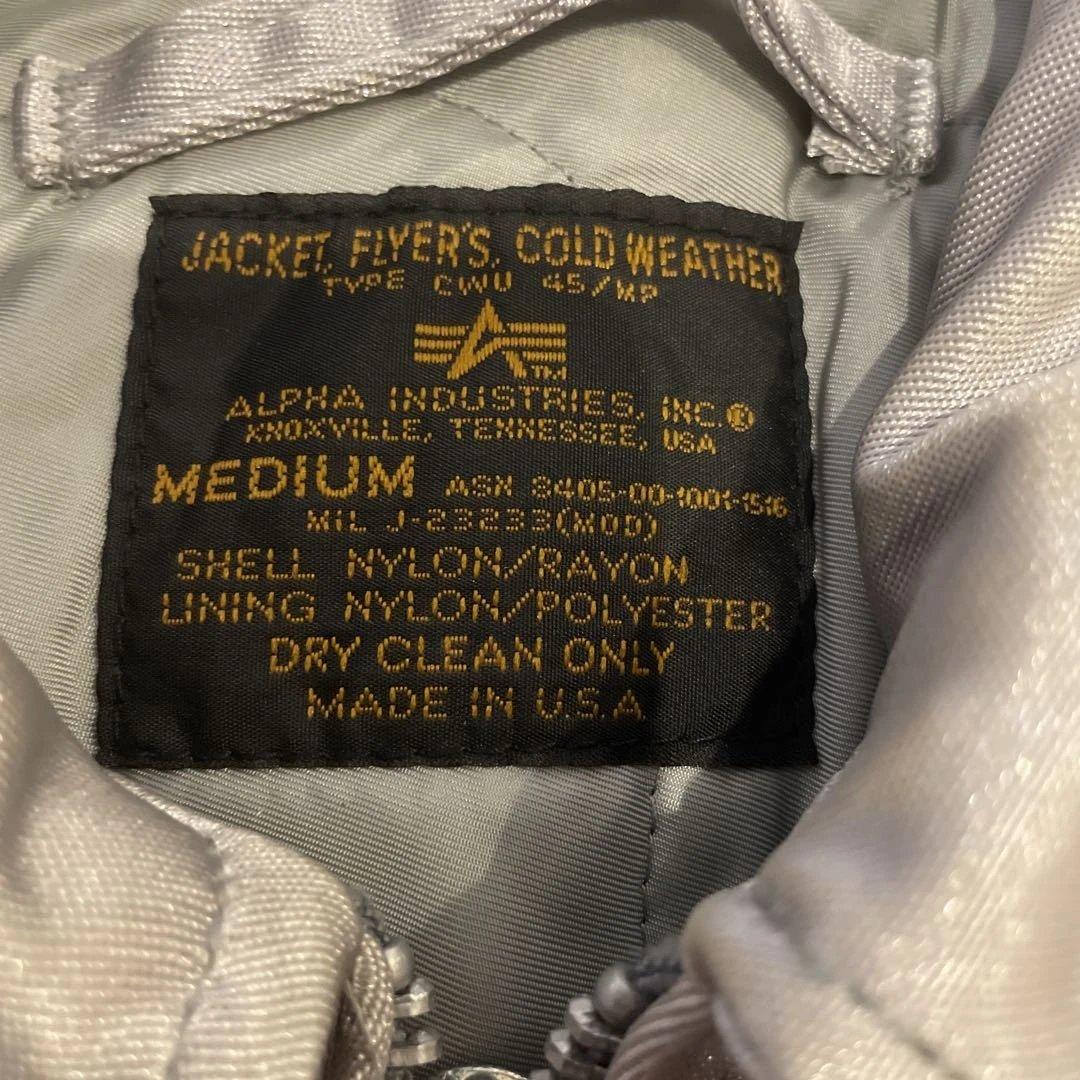 JACKET, FLYER'S, COLD WEATHER
TYPE CWU 45/MP
TM
ALPHA INDUSTRIES, INC.®
KNOXVILLE, TENNESSEE, USA
MEDIUM ASN 8405-00-1001-1516
MIL J-23233(MOD)
SHELL NYLON/RAYON
LINING NYLON/POLYESTER
DRY CLEAN ONLY
MADE IN U.S.A